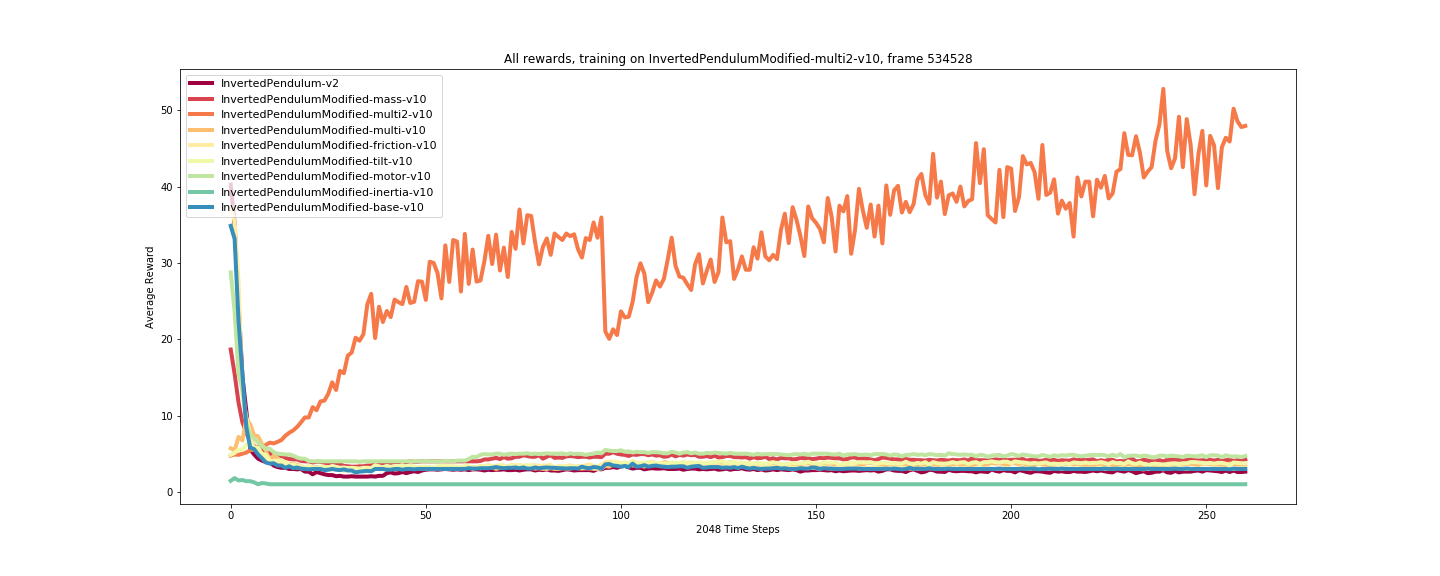 All rewards, training on InvertedPendulumModified-multi2-v10, frame 534528
InvertedPendulum-v2
InvertedPendulumModified-mass-v10
InvertedPendulumModified-multi2-v10
InvertedPendulumModified-multi-v10
InvertedPendulumModified-friction-v10
InvertedPendulumModified-tilt-v10
InvertedPendulumModified-motor-v10
InvertedPendulumModified-inertia-v10
InvertedPendulumModified-base-v10
Average Reward
50
40
30
20
10
0
0 50 100 150 200 250
2048 Time Steps